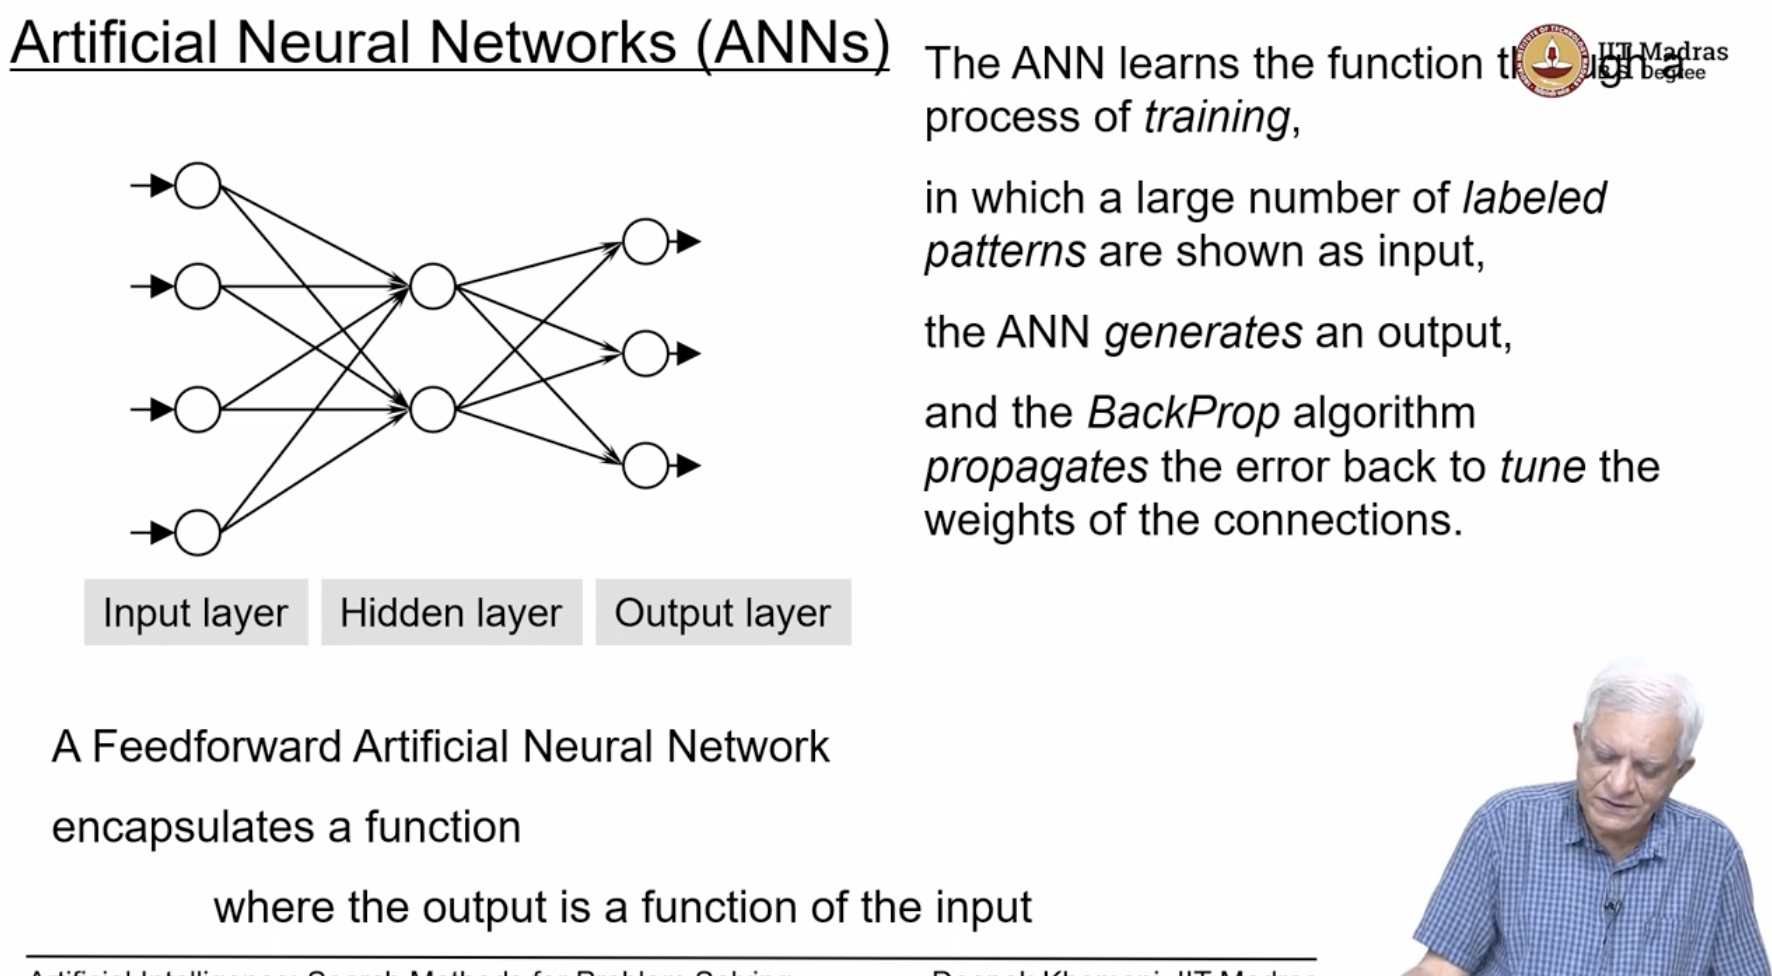 Artificial Neural Networks (ANNs)
IIT Madras
B.S. Degree
The ANN learns the function through a
process of training,
in which a large number of labeled
patterns are shown as input,
the ANN generates an output,
and the BackProp algorithm
propagates the error back to tune the
weights of the connections.
Input layer
Hidden layer
Output layer
A Feedforward Artificial Neural Network
encapsulates a function
where the output is a function of the input
Artificial Intelligence: Search Methods for Problem Solving
Deepak Khemani, IIT Madras